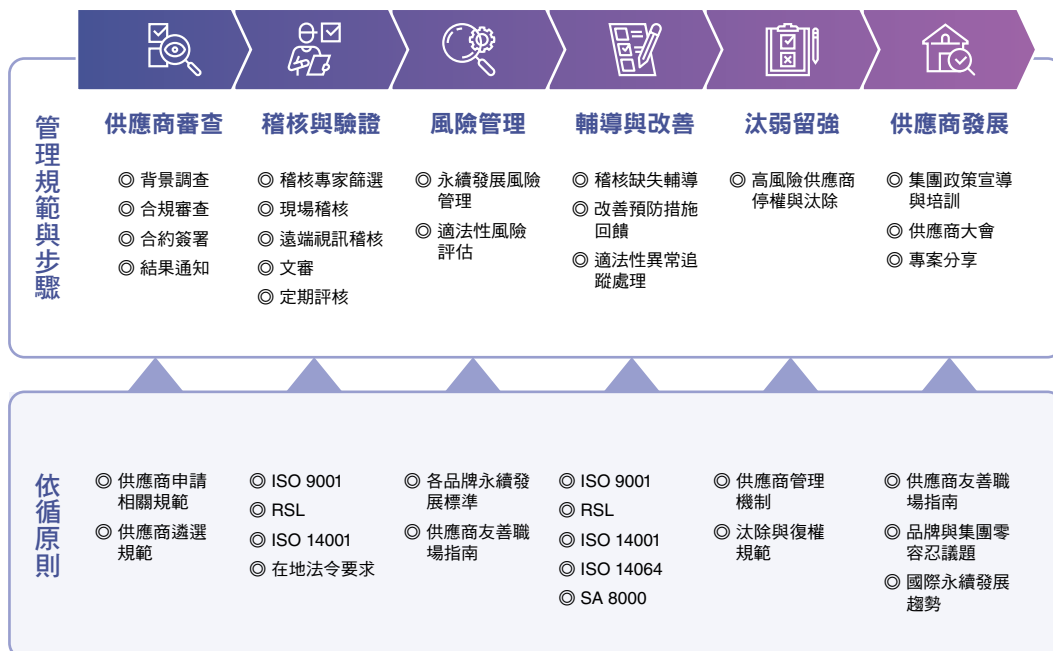 管理規範與步驟
供應商審查
◎ 背景調查
◎ 合規審查
◎ 合約簽署
◎ 結果通知
稽核與驗證
◎ 稽核專家篩選
◎ 現場稽核
◎ 遠端視訊稽核
◎ 文審
◎ 定期評核
風險管理
◎ 永續發展風險
管理
◎ 適法性風險
評估
輔導與改善
◎ 稽核缺失輔導
◎ 改善預防措施
回饋
◎ 適法性異常追
蹤處理
汰弱留強
◎ 高風險供應商
停權與汰除
供應商發展
◎ 集團政策宣導
與培訓
◎ 供應商大會
◎ 專案分享
依循原則
◎ 供應商申請
相關規範
◎ 供應商遴選
規範
◎ ISO 9001
◎ RSL
◎ ISO 14001
◎ 在地法令要求
◎ 各品牌永續發
展標準
◎ 供應商友善職
場指南
◎ ISO 9001
◎ RSL
◎ ISO 14001
◎ ISO 14064
◎ SA 8000
◎ 供應商管理
機制
◎ 汰除與復權
規範
◎ 供應商友善職
場指南
◎ 品牌與集團零
容忍議題
◎ 國際永續發展
趨勢